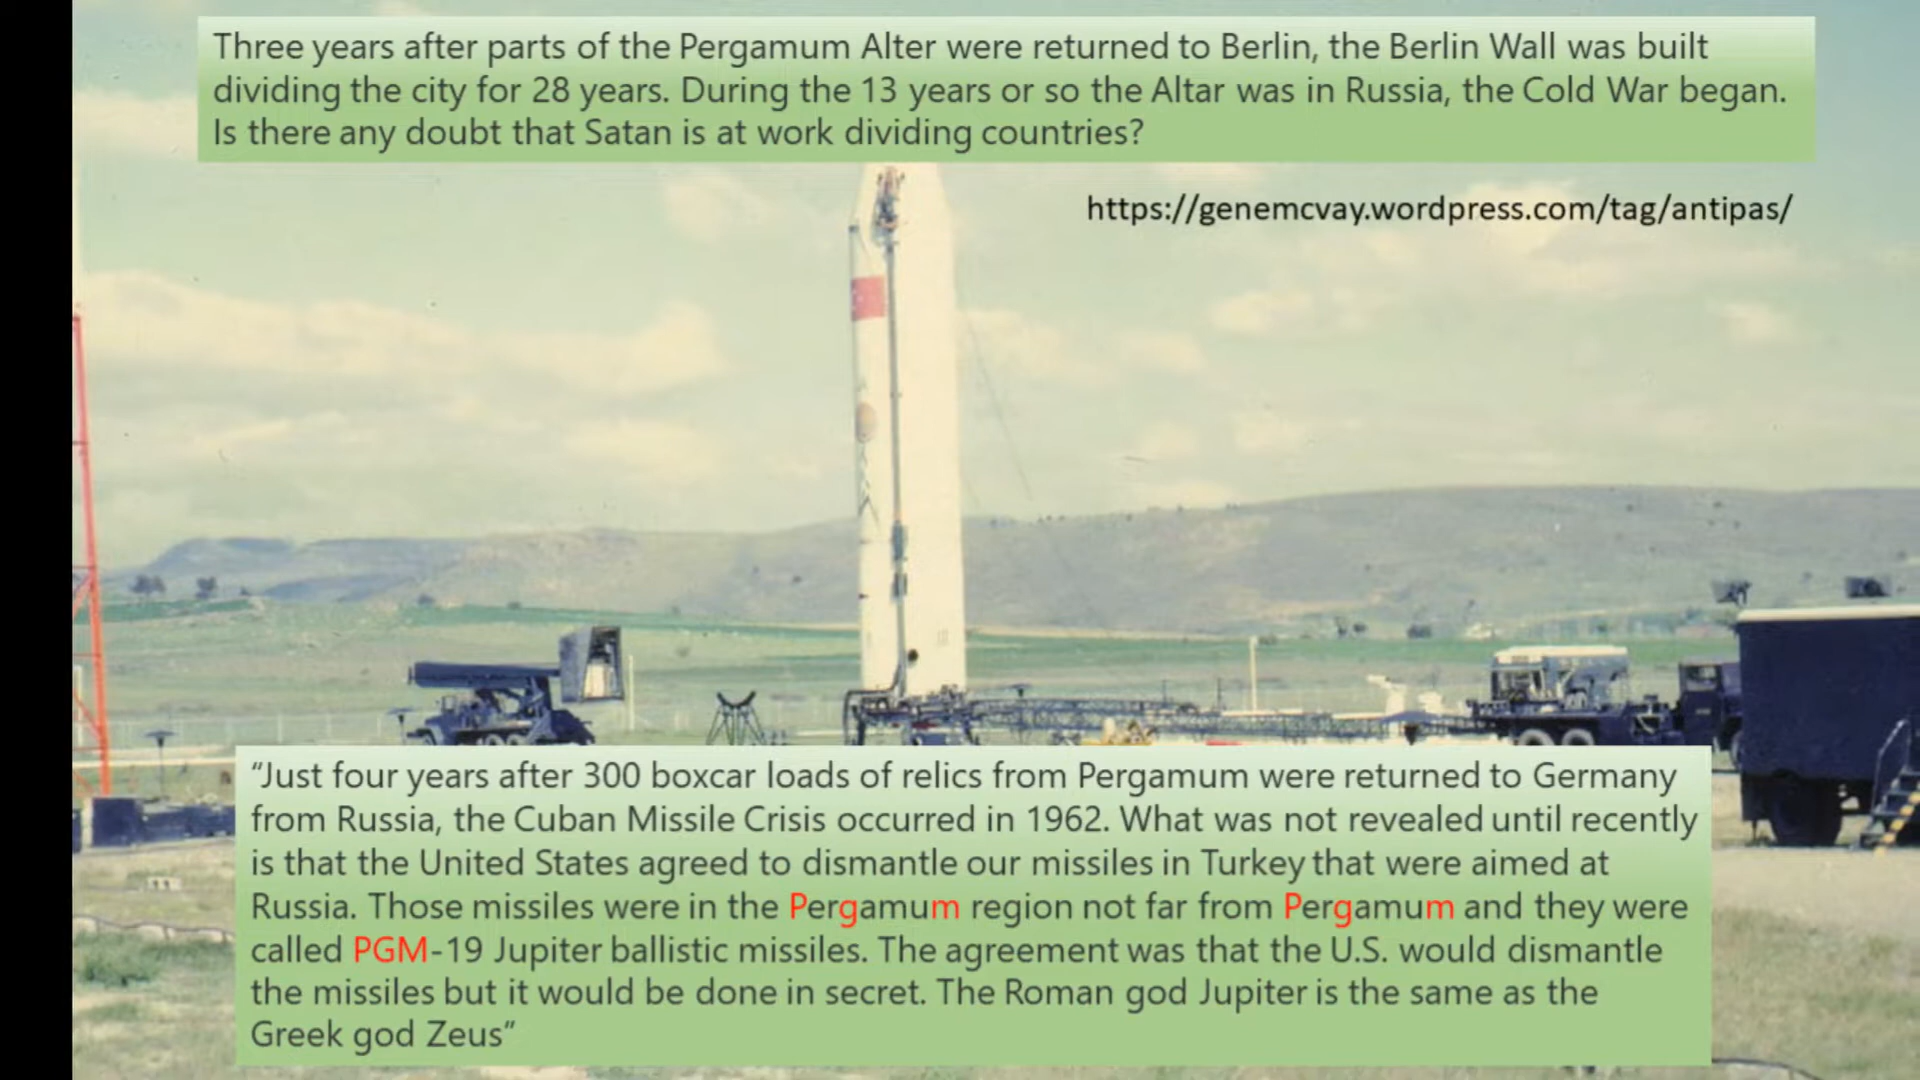 Three years after parts of the Pergamum Alter were returned to Berlin, the Berlin Wall was built
dividing the city for 28 years. During the 13 years or so the Altar was in Russia, the Cold War began.
Is there any doubt that Satan is at work dividing countries?
https://genemcvay.wordpress.com/tag/antipas/
“Just four years after 300 boxcar loads of relics from Pergamum were returned to Germany
from Russia, the Cuban Missile Crisis occurred in 1962. What was not revealed until recently
is that the United States agreed to dismantle our missiles in Turkey that were aimed at
Russia. Those missiles were in the Pergamum region not far from Pergamum and they were
called PGM-19 Jupiter ballistic missiles. The agreement was that the U.S. would dismantle
the missiles but it would be done in secret. The Roman god Jupiter is the same as the
Greek god Zeus”